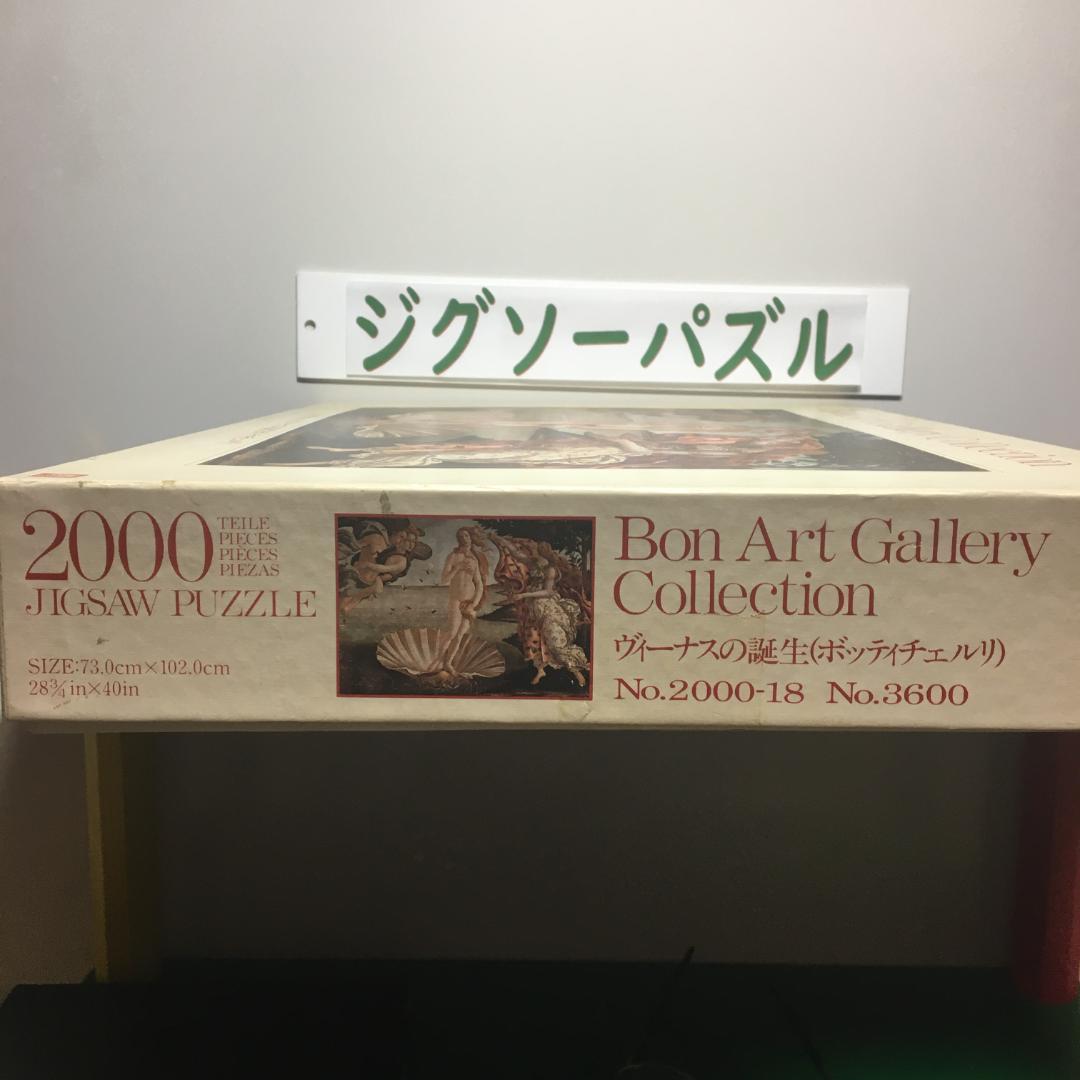 ジグソーパズル
2000
TEILE
PIECES
PIÈCES
PIEZAS
JIGSAW PUZZLE
SIZE:73.0cm×102.0cm
28¾in×40in
Bon Art Gallery
Collection
ヴィーナスの誕生(ボッティチェルリ)
No.2000-18 No.3600